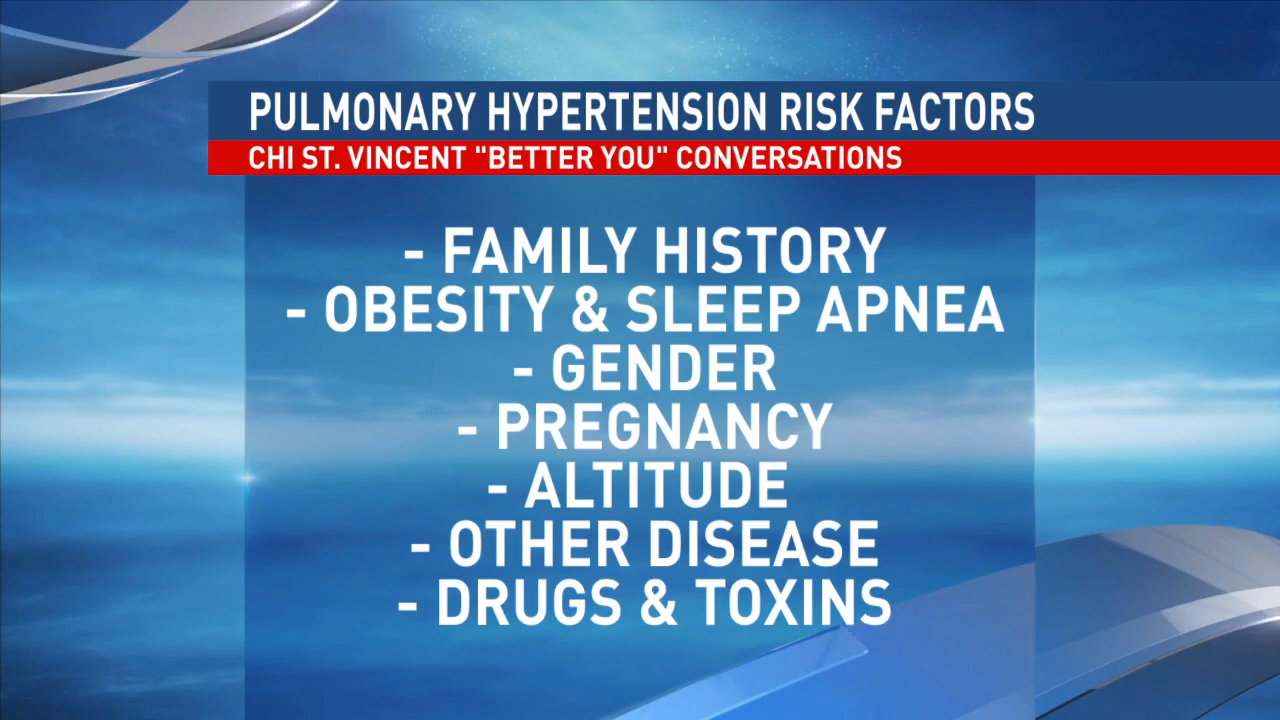 PULMONARY HYPERTENSION RISK FACTORS
CHI ST. VINCENT "BETTER YOU" CONVERSATIONS
- FAMILY HISTORY
- OBESITY & SLEEP APNEA
- GENDER
- PREGNANCY
- ALTITUDE
- OTHER DISEASE
- DRUGS & TOXINS